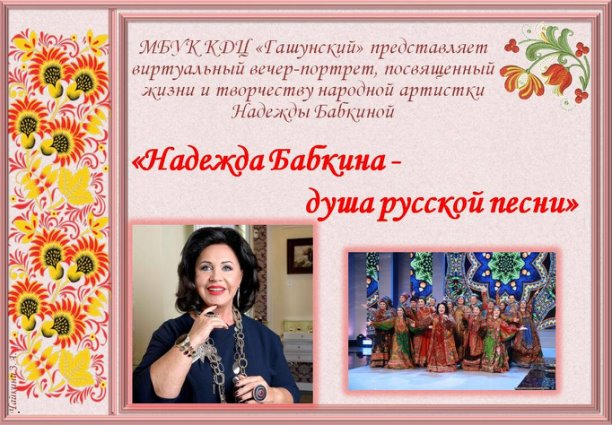 МБУК КДЦ «Гашунский» представляет
виртуальный вечер-портрет, посвященный
жизни и творчеству народной артистки
Надежды Бабкиной
«Надежда Бабкина -
душа русской песни»